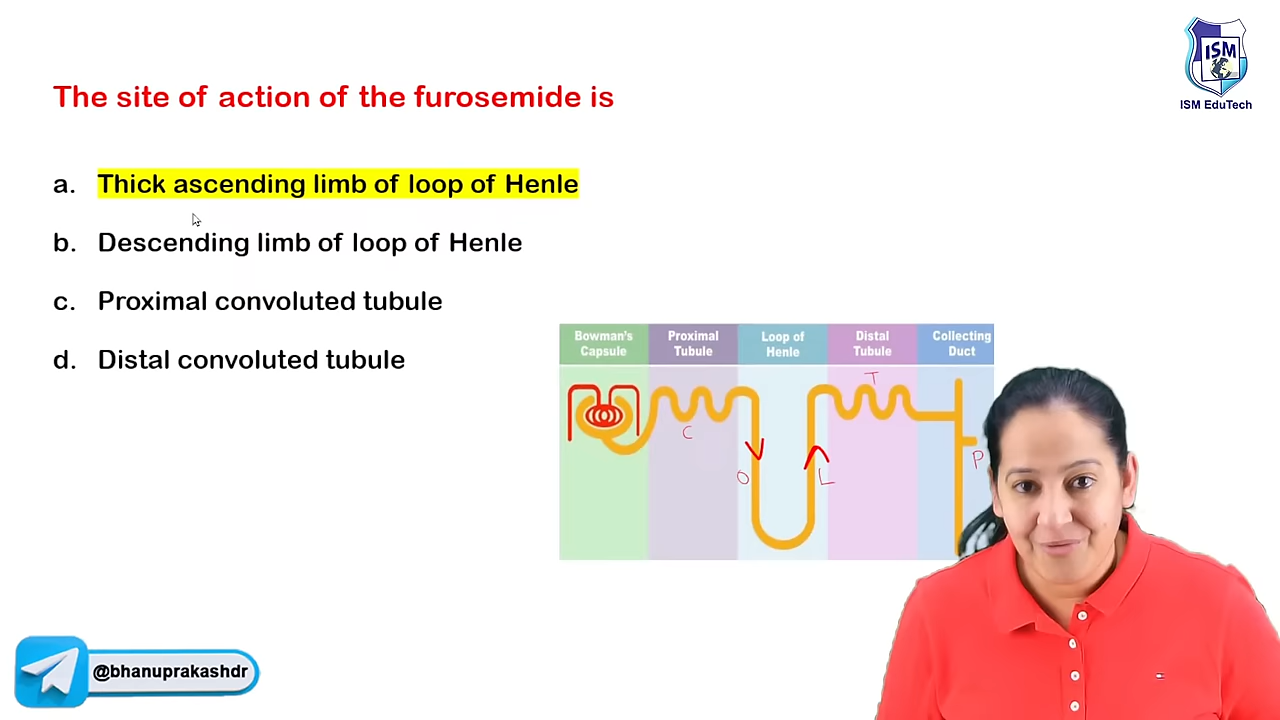 ISM
ISM EduTech
The site of action of the furosemide is
a. Thick ascending limb of loop of Henle
b. Descending limb of loop of Henle
c. Proximal convoluted tubule
d. Distal convoluted tubule
Bowman's
Capsule
Proximal
Tubule
Loop of
Henle
Distal
Tubule
Collecting
Duct
C
O
L
T
P
@bhanuprakashdr